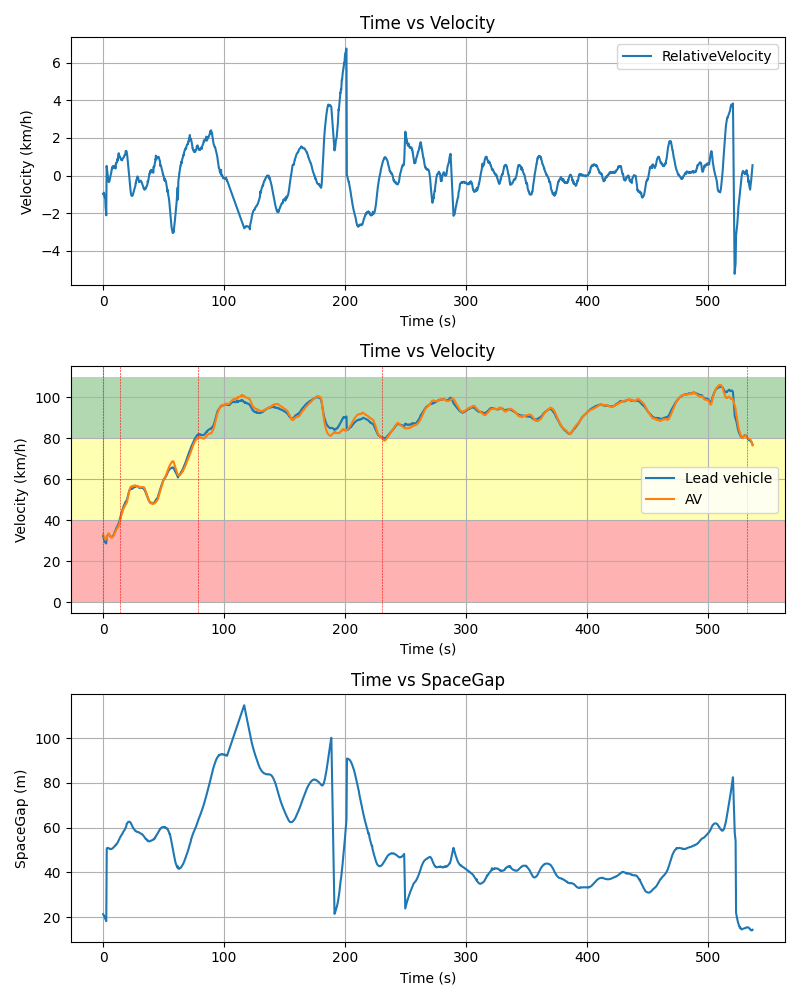 Time vs Velocity
Velocity (km/h)
6
4
2
0
−2
−4
RelativeVelocity
0 100 200 300 400 500
Time (s)
Time vs Velocity
Velocity (km/h)
100
80
60
40
20
0
Lead vehicle
AV
0 100 200 300 400 500
Time (s)
Time vs SpaceGap
SpaceGap (m)
100
80
60
40
20
0 100 200 300 400 500
Time (s)